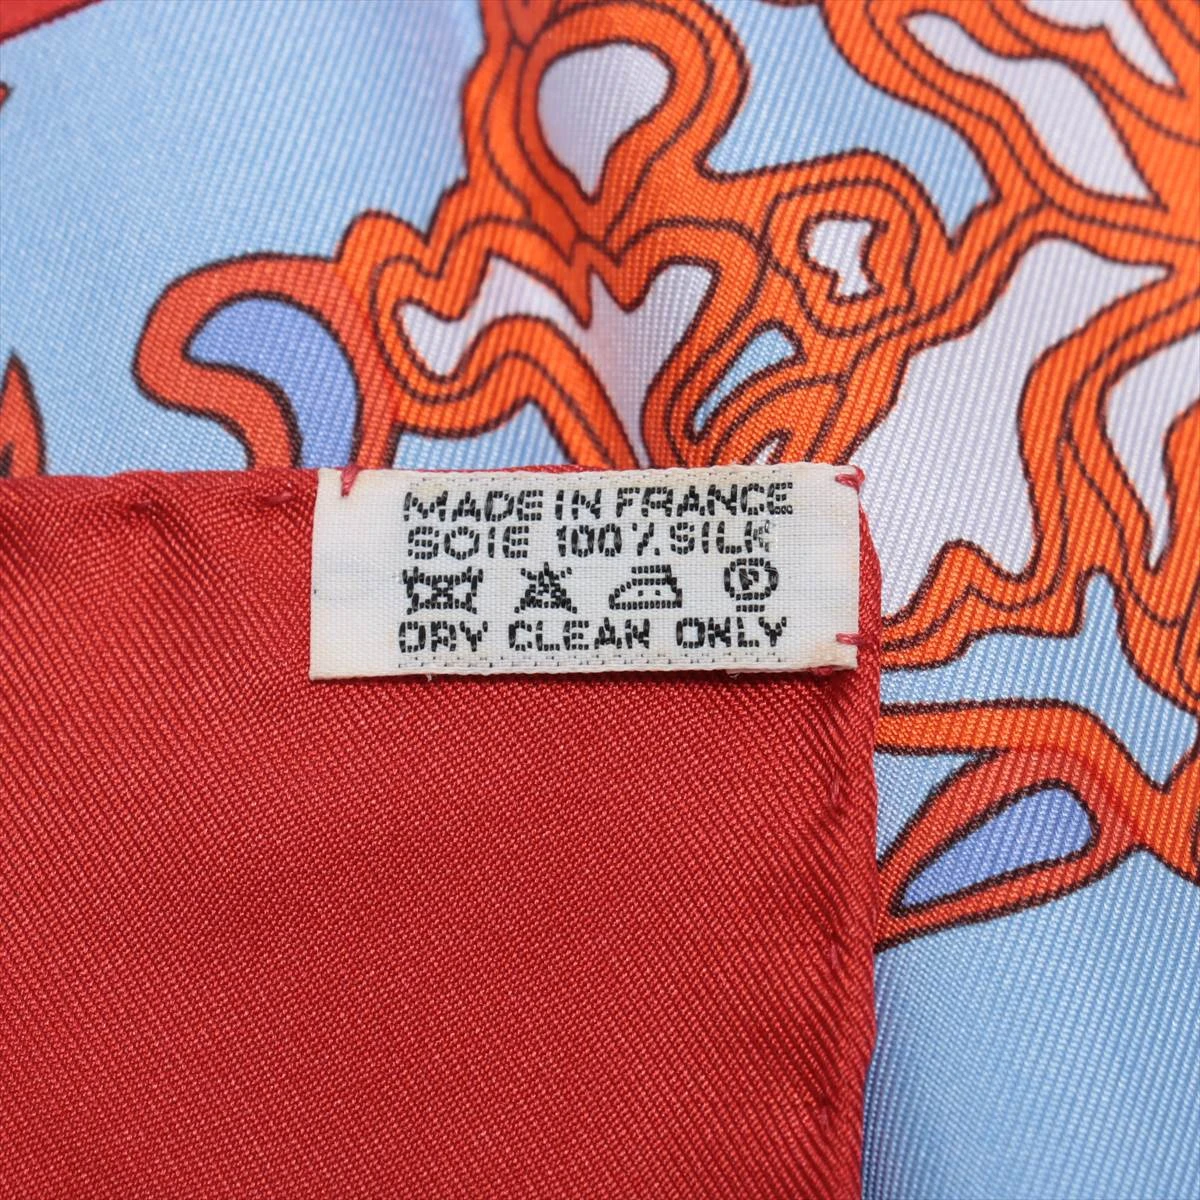 MADE IN FRANCE
SOIE 100% SILK
P
DRY CLEAN ONLY